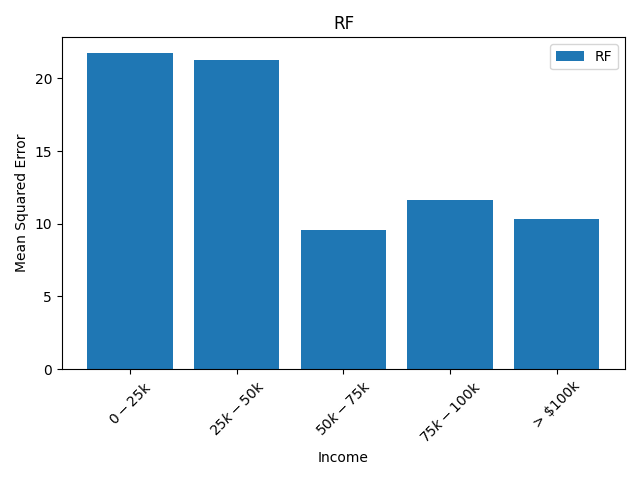 RF
RF
Mean Squared Error
20
15
10
5
0
0 − 25k
25k − 50k
50k − 75k
75k − 100k
> $100k
Income